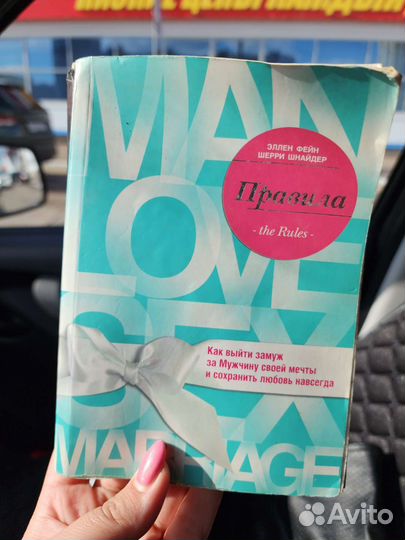 MAN
ЭЛЛЕН ФЕЙН
ШЕРРИ ШНАЙДЕР
Правила
- the Rules -
LOVE
SEX
Как выйти замуж
за Мужчину своей мечты
и сохранить любовь навсегда
MARRIAGE
Avito